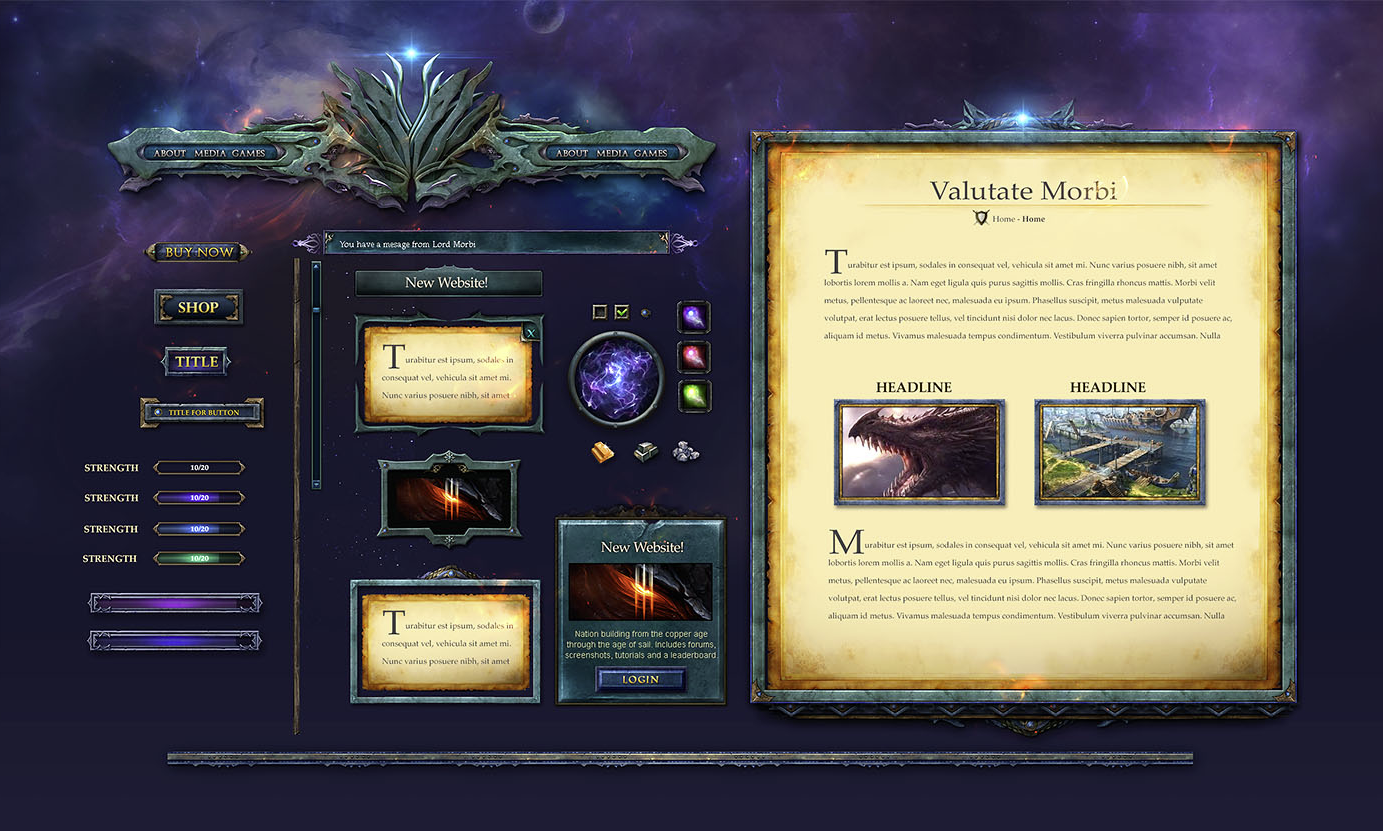 ABOUT MEDIA GAMES
ABOUT MEDIA GAMES
BUY NOW
SHOP
TITLE
TITLE FOR BUTTON
STRENGTH 10/20
STRENGTH 10/20
STRENGTH 10/20
STRENGTH 10/20
You have a mesage from Lord Morbi
New Website!
X
Turabitur est ipsum, sodales in
consequat vel, vehicula sit amet mi.
Nunc varius posuere nibh, sit amet
Turabitur est ipsum, sodales in
consequat vel, vehicula sit amet mi.
Nunc varius posuere nibh, sit amet
New Website!
Nation building from the copper age
through the age of sail. Includes forums,
screenshots, tutorials and a leaderboard.
LOGIN
Valutate Morbi
Home - Home
Turabitur est ipsum, sodales in consequat vel, vehicula sit amet mi. Nunc varius posuere nibh, sit amet
lobortis lorem mollis a. Nam eget ligula quis purus sagittis mollis. Cras fringilla rhoncus mattis. Morbi velit
metus, pellentesque ac laoreet nec, malesuada eu ipsum. Phasellus suscipit, metus malesuada vulputate
volutpat, erat lectus posuere tellus, vel tincidunt nisi dolor nec lacus. Donec sapien tortor, semper id posuere ac,
aliquam id metus. Vivamus malesuada tempus condimentum. Vestibulum viverra pulvinar accumsan. Nulla
HEADLINE
HEADLINE
Murabitur est ipsum, sodales in consequat vel, vehicula sit amet mi. Nunc varius posuere nibh, sit amet
lobortis lorem mollis a. Nam eget ligula quis purus sagittis mollis. Cras fringilla rhoncus mattis. Morbi velit
metus, pellentesque ac laoreet nec, malesuada eu ipsum. Phasellus suscipit, metus malesuada vulputate
volutpat, erat lectus posuere tellus, vel tincidunt nisi dolor nec lacus. Donec sapien tortor, semper id posuere ac,
aliquam id metus. Vivamus malesuada tempus condimentum. Vestibulum viverra pulvinar accumsan. Nulla